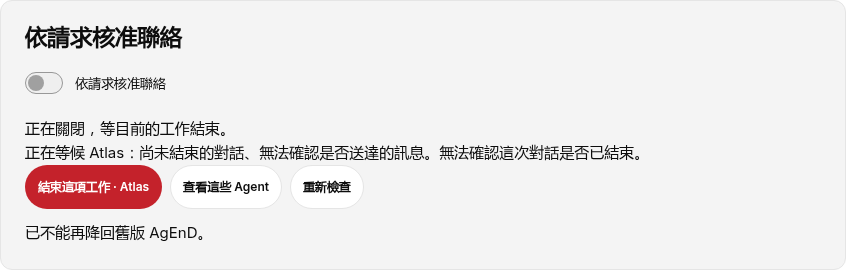 依請求核准聯絡
依請求核准聯絡
正在關閉，等目前的工作結束。
正在等候 Atlas：尚未結束的對話、無法確認是否送達的訊息。無法確認這次對話是否已結束。
結束這項工作 · Atlas 查看這些 Agent 重新檢查
已不能再降回舊版 AgEnD。